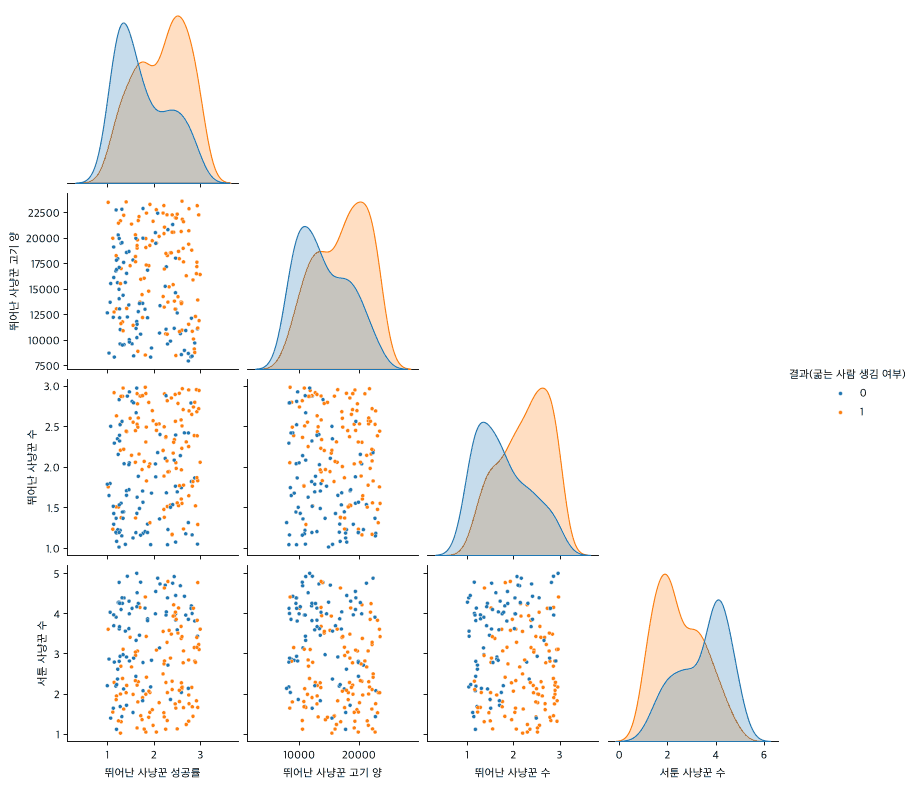 22500
20000
17500
15000
12500
10000
7500
뛰어난 사냥꾼 고기 양
3.0
2.5
2.0
1.5
1.0
뛰어난 사냥꾼 수
결과(굶는 사람 생김 여부)
0
1
5
4
3
2
1
서툰 사냥꾼 수
1 2 3
뛰어난 사냥꾼 성공률
10000 20000
뛰어난 사냥꾼 고기 양
1 2 3
뛰어난 사냥꾼 수
0 2 4 6
서툰 사냥꾼 수